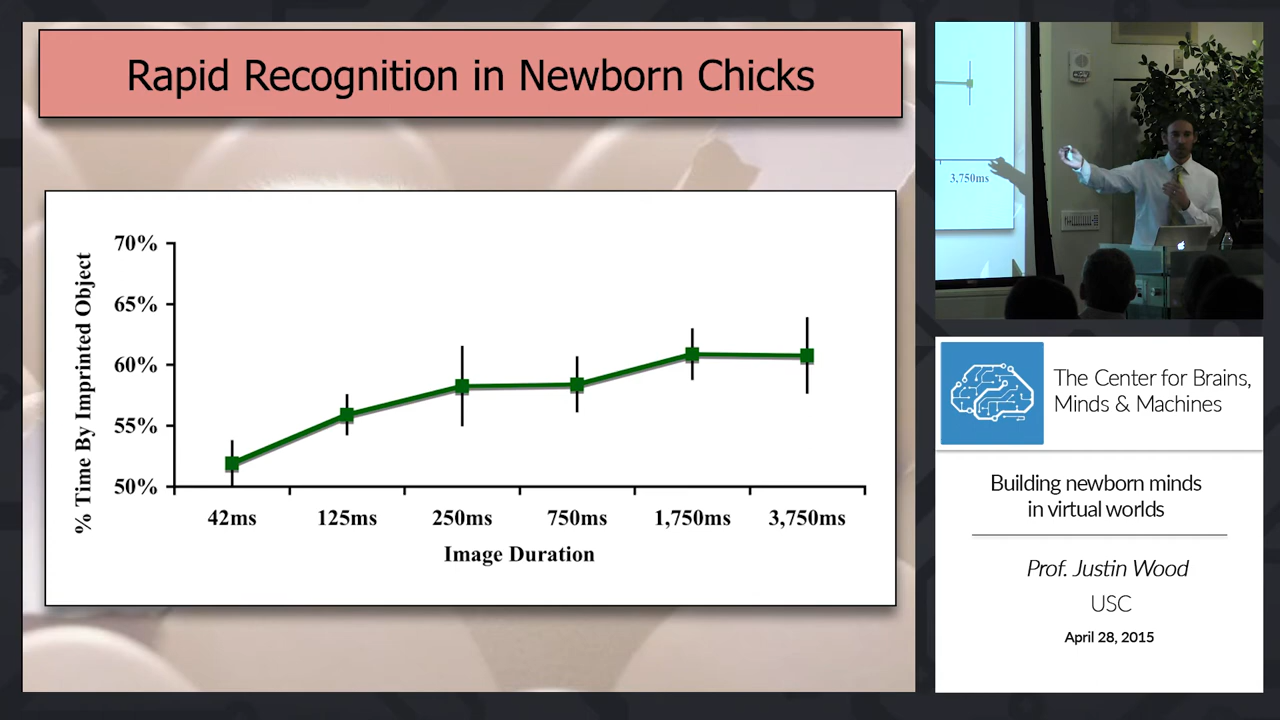 Rapid Recognition in Newborn Chicks
% Time By Imprinted Object
70%
65%
60%
55%
50%
42ms
125ms
250ms
750ms
1,750ms
3,750ms
Image Duration
3,750ms
The Center for Brains,
Minds & Machines
Building newborn minds
in virtual worlds
Prof. Justin Wood
USC
April 28, 2015